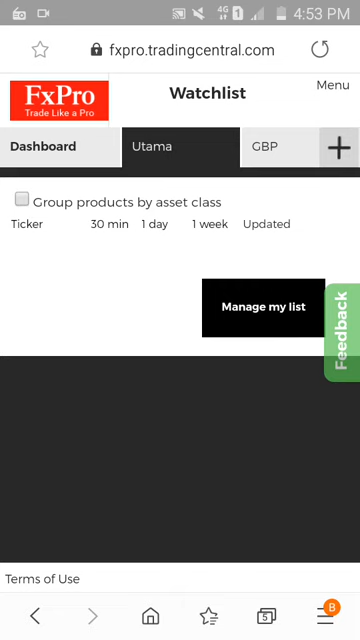 4G 1 4:53 PM
fxpro.tradingcentral.com
FxPro
Trade Like a Pro
Watchlist
Menu
Dashboard Utama GBP +
Group products by asset class
Ticker 30 min 1 day 1 week Updated
Manage my list
Feedback
Terms of Use
5 B